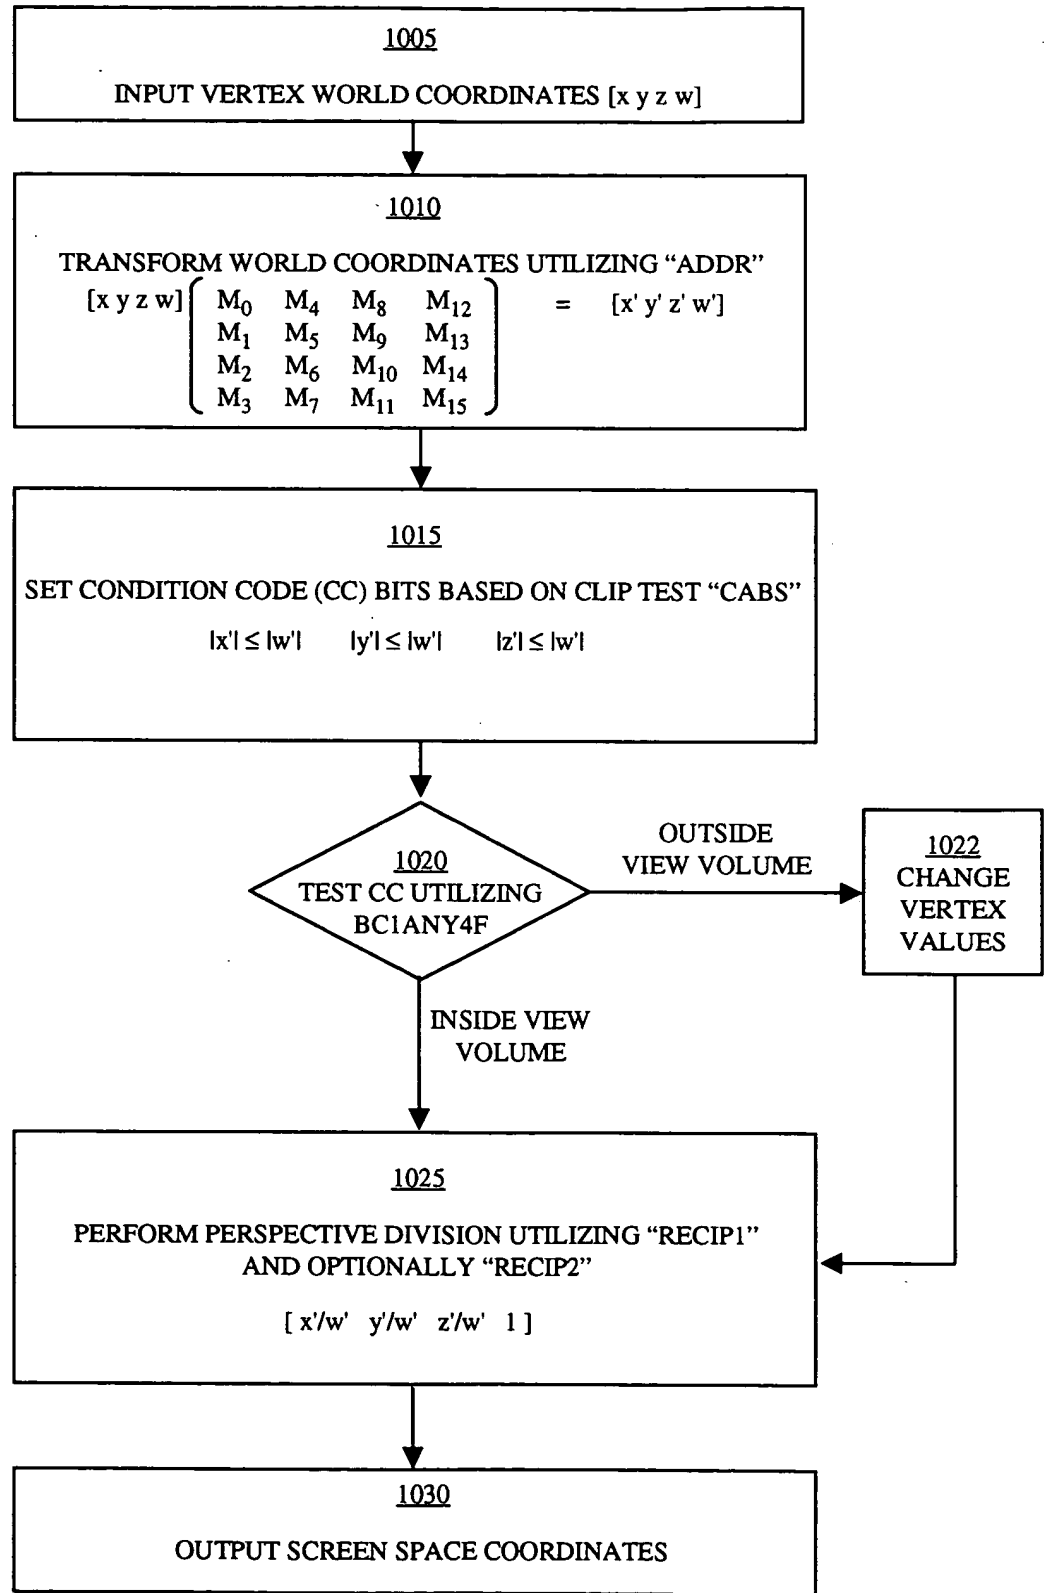 1005
INPUT VERTEX WORLD COORDINATES [x y z w]
1010
TRANSFORM WORLD COORDINATES UTILIZING “ADDR”
[x y z w] M₀ M₄ M₈ M₁₂ = [x' y' z' w']
M₁ M₅ M₉ M₁₃
M₂ M₆ M₁₀ M₁₄
M₃ M₇ M₁₁ M₁₅
1015
SET CONDITION CODE (CC) BITS BASED ON CLIP TEST “CABS”
|x'| ≤ |w'| |y'| ≤ |w'| |z'| ≤ |w'|
1020
TEST CC UTILIZING
BC1ANY4F
OUTSIDE
VIEW VOLUME
1022
CHANGE
VERTEX
VALUES
INSIDE VIEW
VOLUME
1025
PERFORM PERSPECTIVE DIVISION UTILIZING “RECIP1”
AND OPTIONALLY “RECIP2”
[ x'/w' y'/w' z'/w' 1 ]
1030
OUTPUT SCREEN SPACE COORDINATES